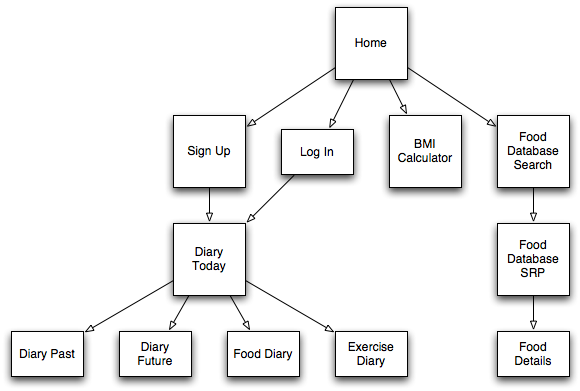 Home
Sign Up
Log In
BMI
Calculator
Food
Database
Search
Diary
Today
Food
Database
SRP
Diary Past
Diary
Future
Food Diary
Exercise
Diary
Food
Details